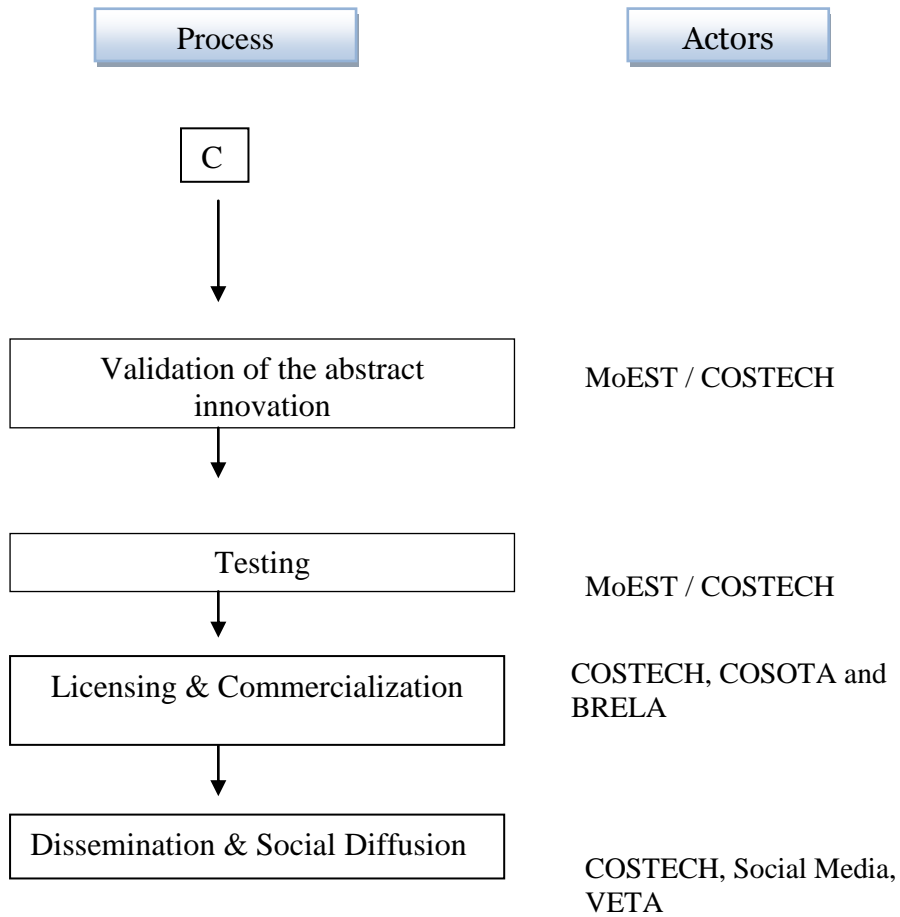 Process
Actors
C
Validation of the abstract
innovation
MoEST / COSTECH
Testing
MoEST / COSTECH
Licensing & Commercialization
COSTECH, COSOTA and
BRELA
Dissemination & Social Diffusion
COSTECH, Social Media,
VETA